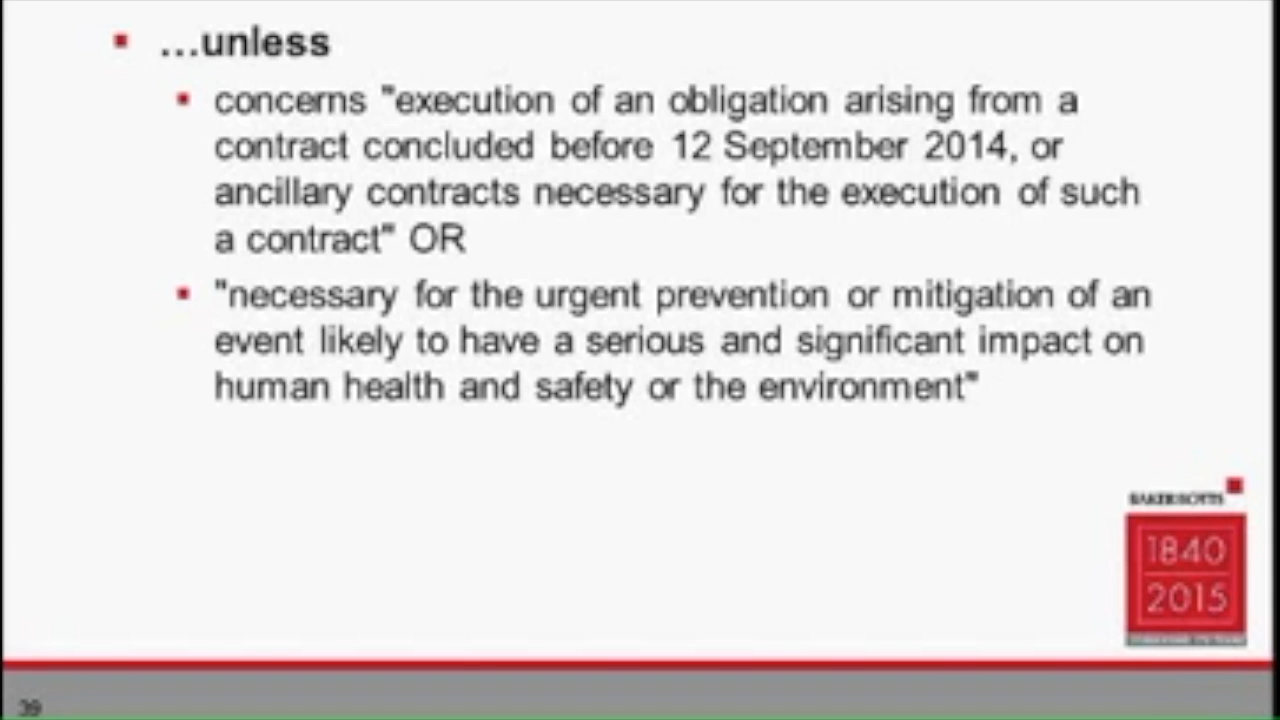 …unless
concerns "execution of an obligation arising from a
contract concluded before 12 September 2014, or
ancillary contracts necessary for the execution of such
a contract" OR
"necessary for the urgent prevention or mitigation of an
event likely to have a serious and significant impact on
human health and safety or the environment"
BAKER BOTTS
1840
2015
39